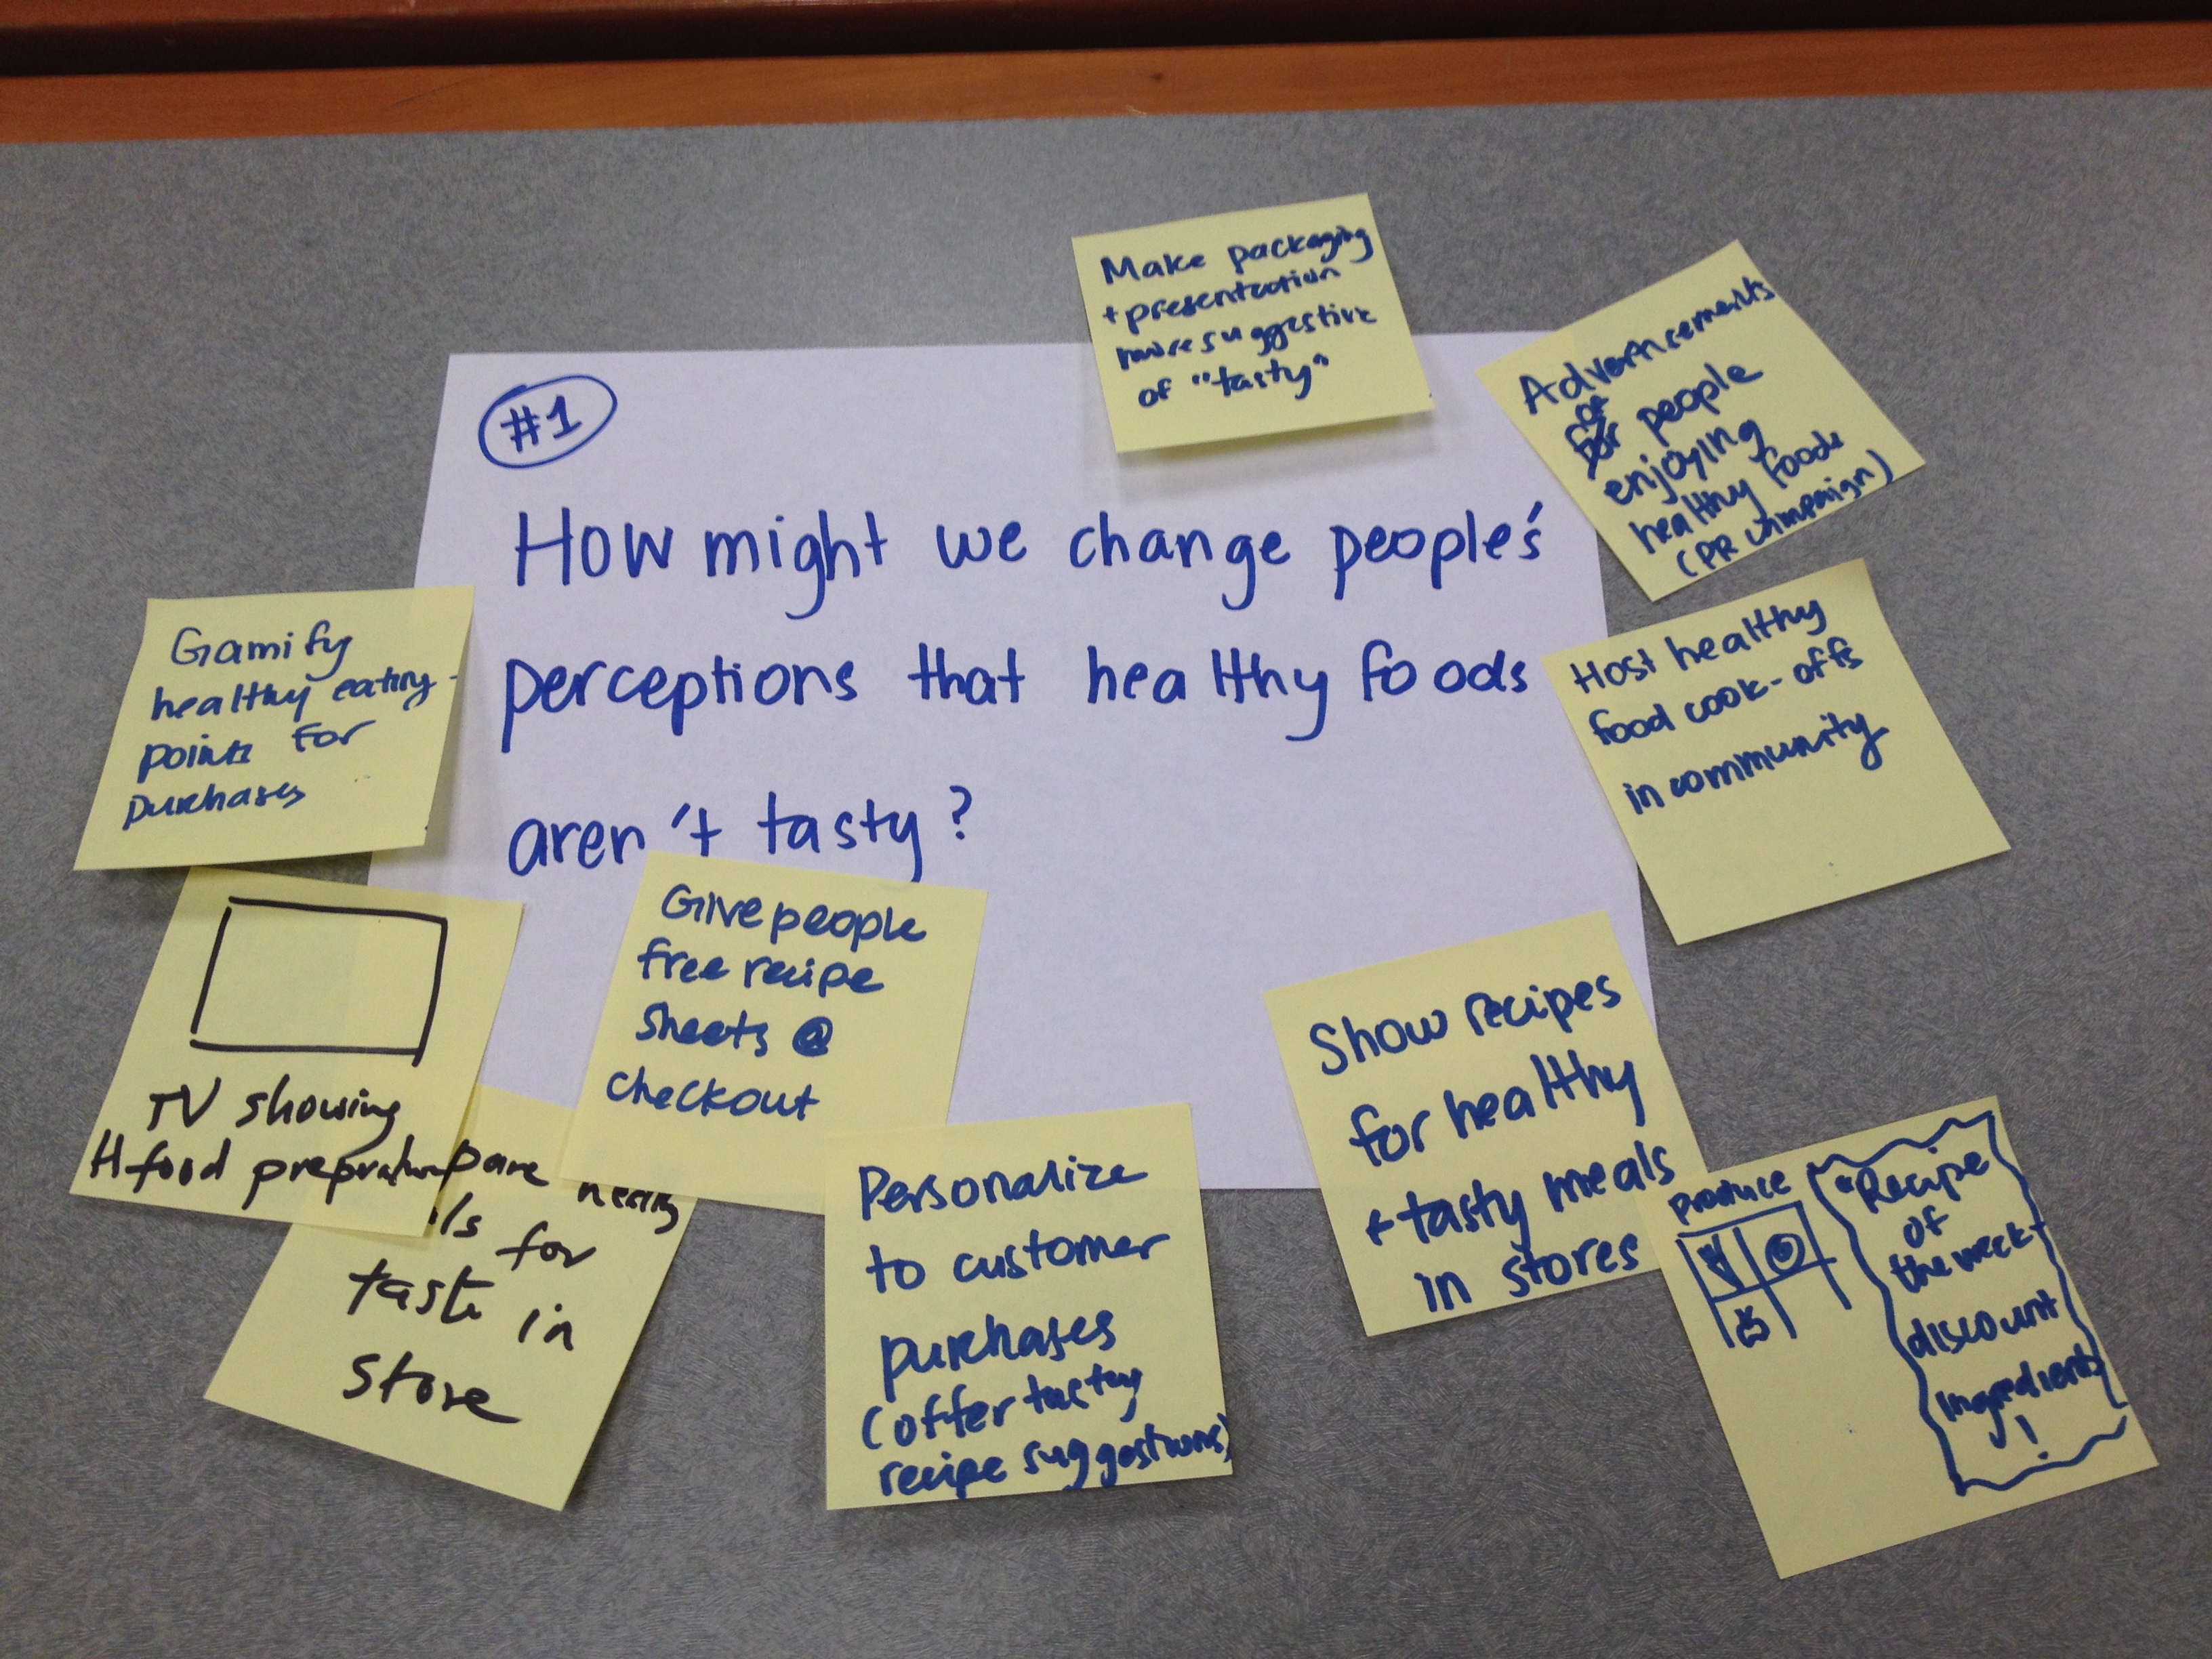 #1
How might we change people's
perceptions that healthy foods
aren't tasty?
Make packaging
+ presentation
more suggestive
of "tasty"
Advertisements
of
for people
enjoying
healthy foods
(PR campaign)
Host healthy
food cook-offs
in community
Gamify
healthy eating -
points for
purchases
TV showing
H food
Give people
free recipe
sheets @
checkout
pare
ls for
taste in
store
Personalize
to customer
purchases
(offer tasty
recipe suggestions)
Show recipes
for healthy
+ tasty meals
in stores
Produce
"Recipe
of
the week +
discount
ingredients
!